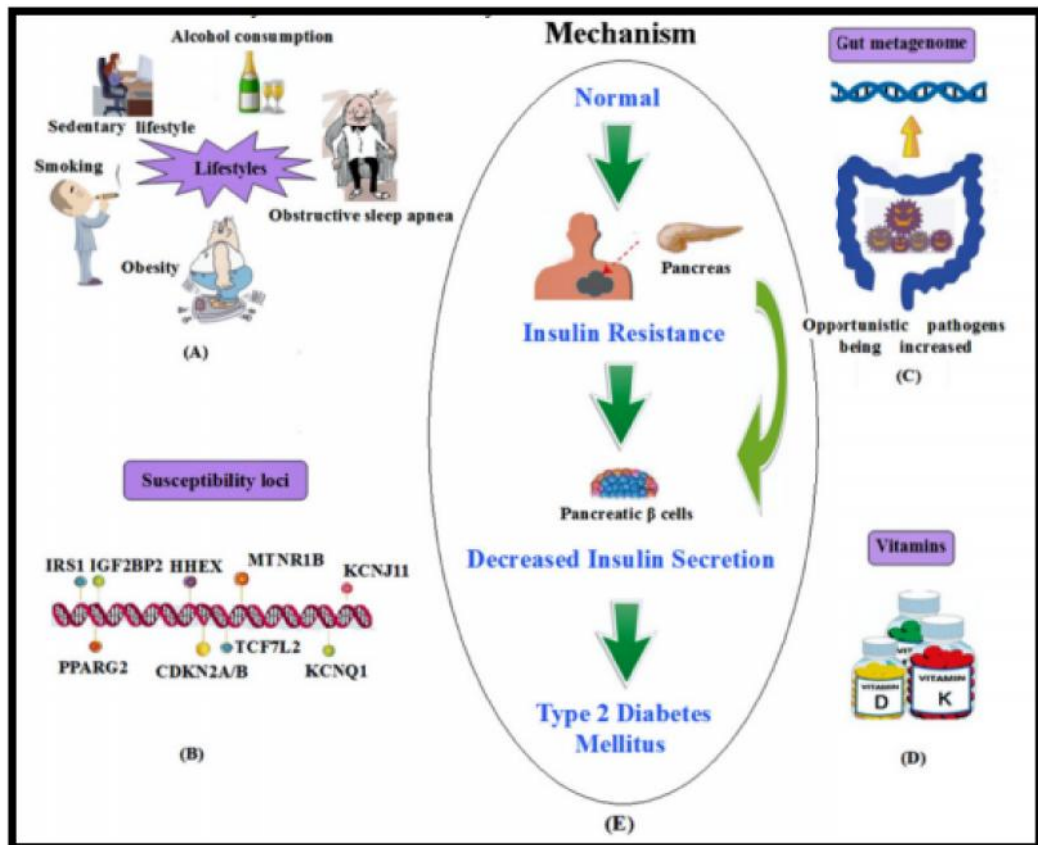 Alcohol consumption
Sedentary lifestyle
Smoking
Lifestyles
Obstructive sleep apnea
Obesity
(A)
Susceptibility loci
IRS1 IGF2BP2 HHEX MTNR1B KCNJ11
PPARG2 CDKN2A/B TCF7L2 KCNQ1
(B)
Mechanism
Normal
Pancreas
Insulin Resistance
Pancreatic β cells
Decreased Insulin Secretion
Type 2 Diabetes
Mellitus
(E)
Gut metagenome
Opportunistic pathogens
being increased
(C)
Vitamins
VITAMIN
D
VITAMIN
K
(D)